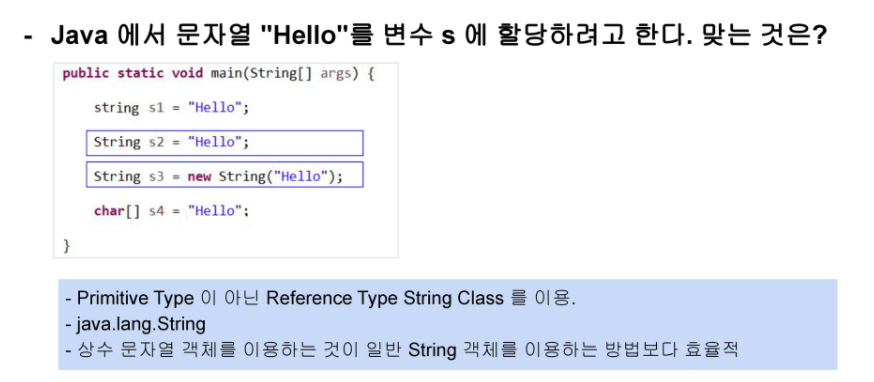 - Java 에서 문자열 "Hello"를 변수 s 에 할당하려고 한다. 맞는 것은?
public static void main(String[] args) {
string s1 = "Hello";
String s2 = "Hello";
String s3 = new String("Hello");
char[] s4 = "Hello";
}
- Primitive Type 이 아닌 Reference Type String Class 를 이용.
- java.lang.String
- 상수 문자열 객체를 이용하는 것이 일반 String 객체를 이용하는 방법보다 효율적